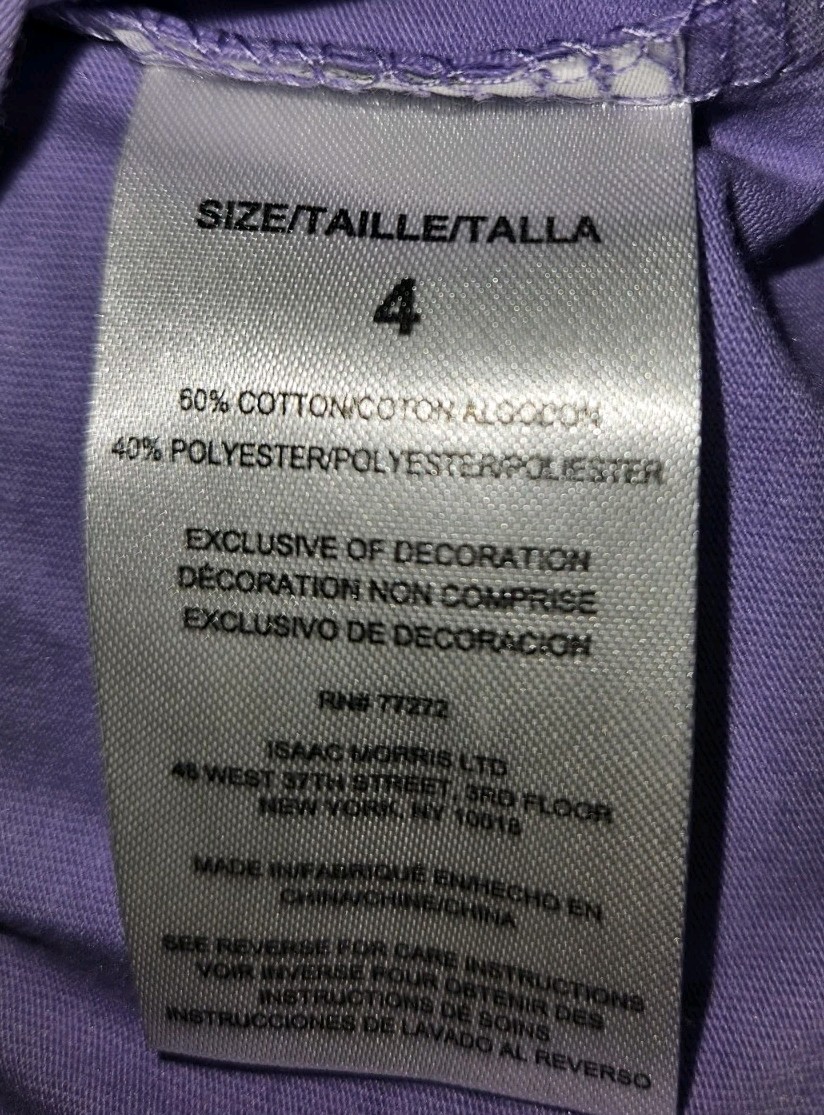 SIZE/TAILLE/TALLA
4
60% COTTON/COTON ALGODON
40% POLYESTER/POLYESTER/POLIESTER
EXCLUSIVE OF DECORATION
DÉCORATION NON COMPRISE
EXCLUSIVO DE DECORACION
RN# 77272
ISAAC MORRIS LTD
46 WEST 37TH STREET, 3RD FLOOR
NEW YORK, NY 10018
MADE IN/FABRIQUÉ EN/HECHO EN
CHINA/CHINE/CHINA
SEE REVERSE FOR CARE INSTRUCTIONS
VOIR INVERSE POUR OBTENIR DES
INSTRUCTIONS DE SOINS
INSTRUCCIONES DE LAVADO AL REVERSO